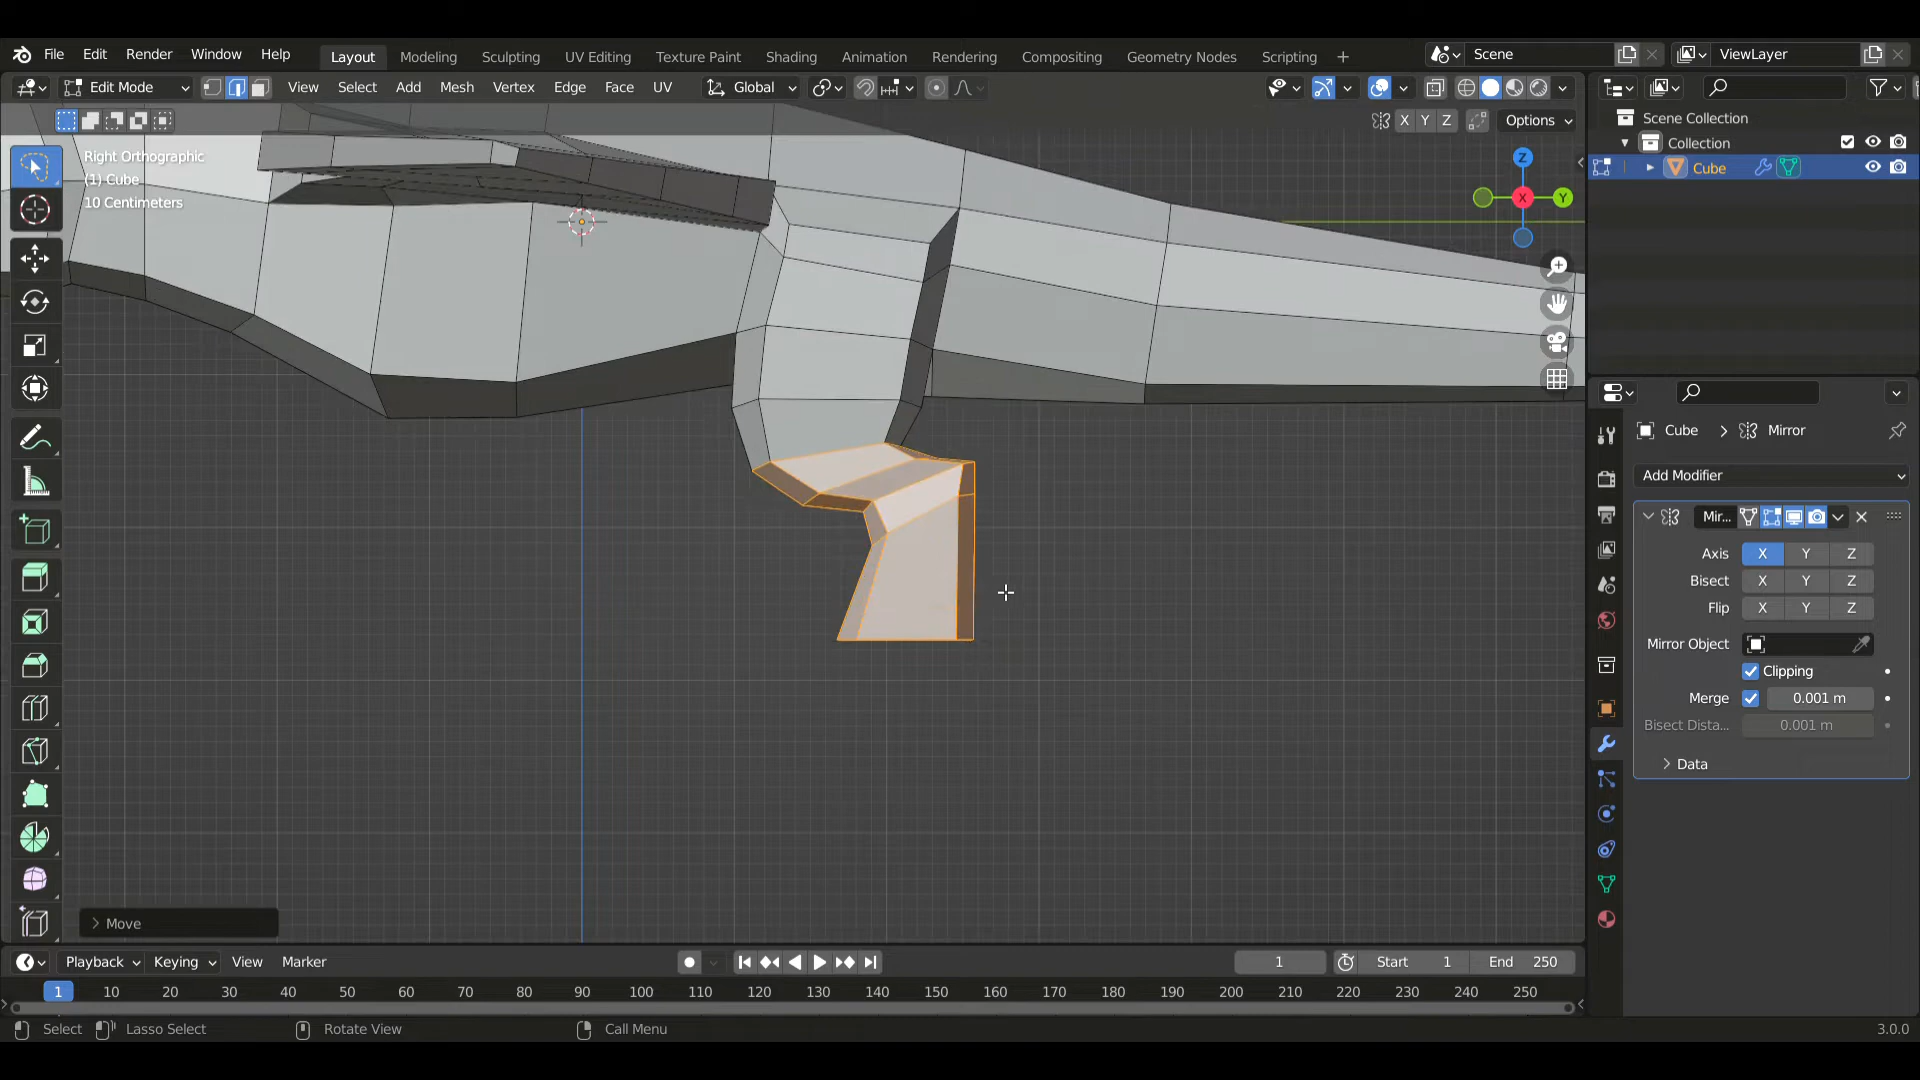 File Edit Render Window Help Layout Modeling Sculpting UV Editing Texture Paint Shading Animation Rendering Compositing Geometry Nodes Scripting + Scene ViewLayer
Edit Mode View Select Add Mesh Vertex Edge Face UV Global
X Y Z Options
Right Orthographic
(1) Cube
10 Centimeters
Z
X
Y
Scene Collection
Collection
Cube
Cube > Mirror
Add Modifier
Mir...
Axis X Y Z
Bisect X Y Z
Flip X Y Z
Mirror Object
Clipping
Merge 0.001 m
Bisect Dista... 0.001 m
> Data
> Move
Playback Keying View Marker 1 Start 1 End 250
1 10 20 30 40 50 60 70 80 90 100 110 120 130 140 150 160 170 180 190 200 210 220 230 240 250
Select Lasso Select Rotate View Call Menu 3.0.0